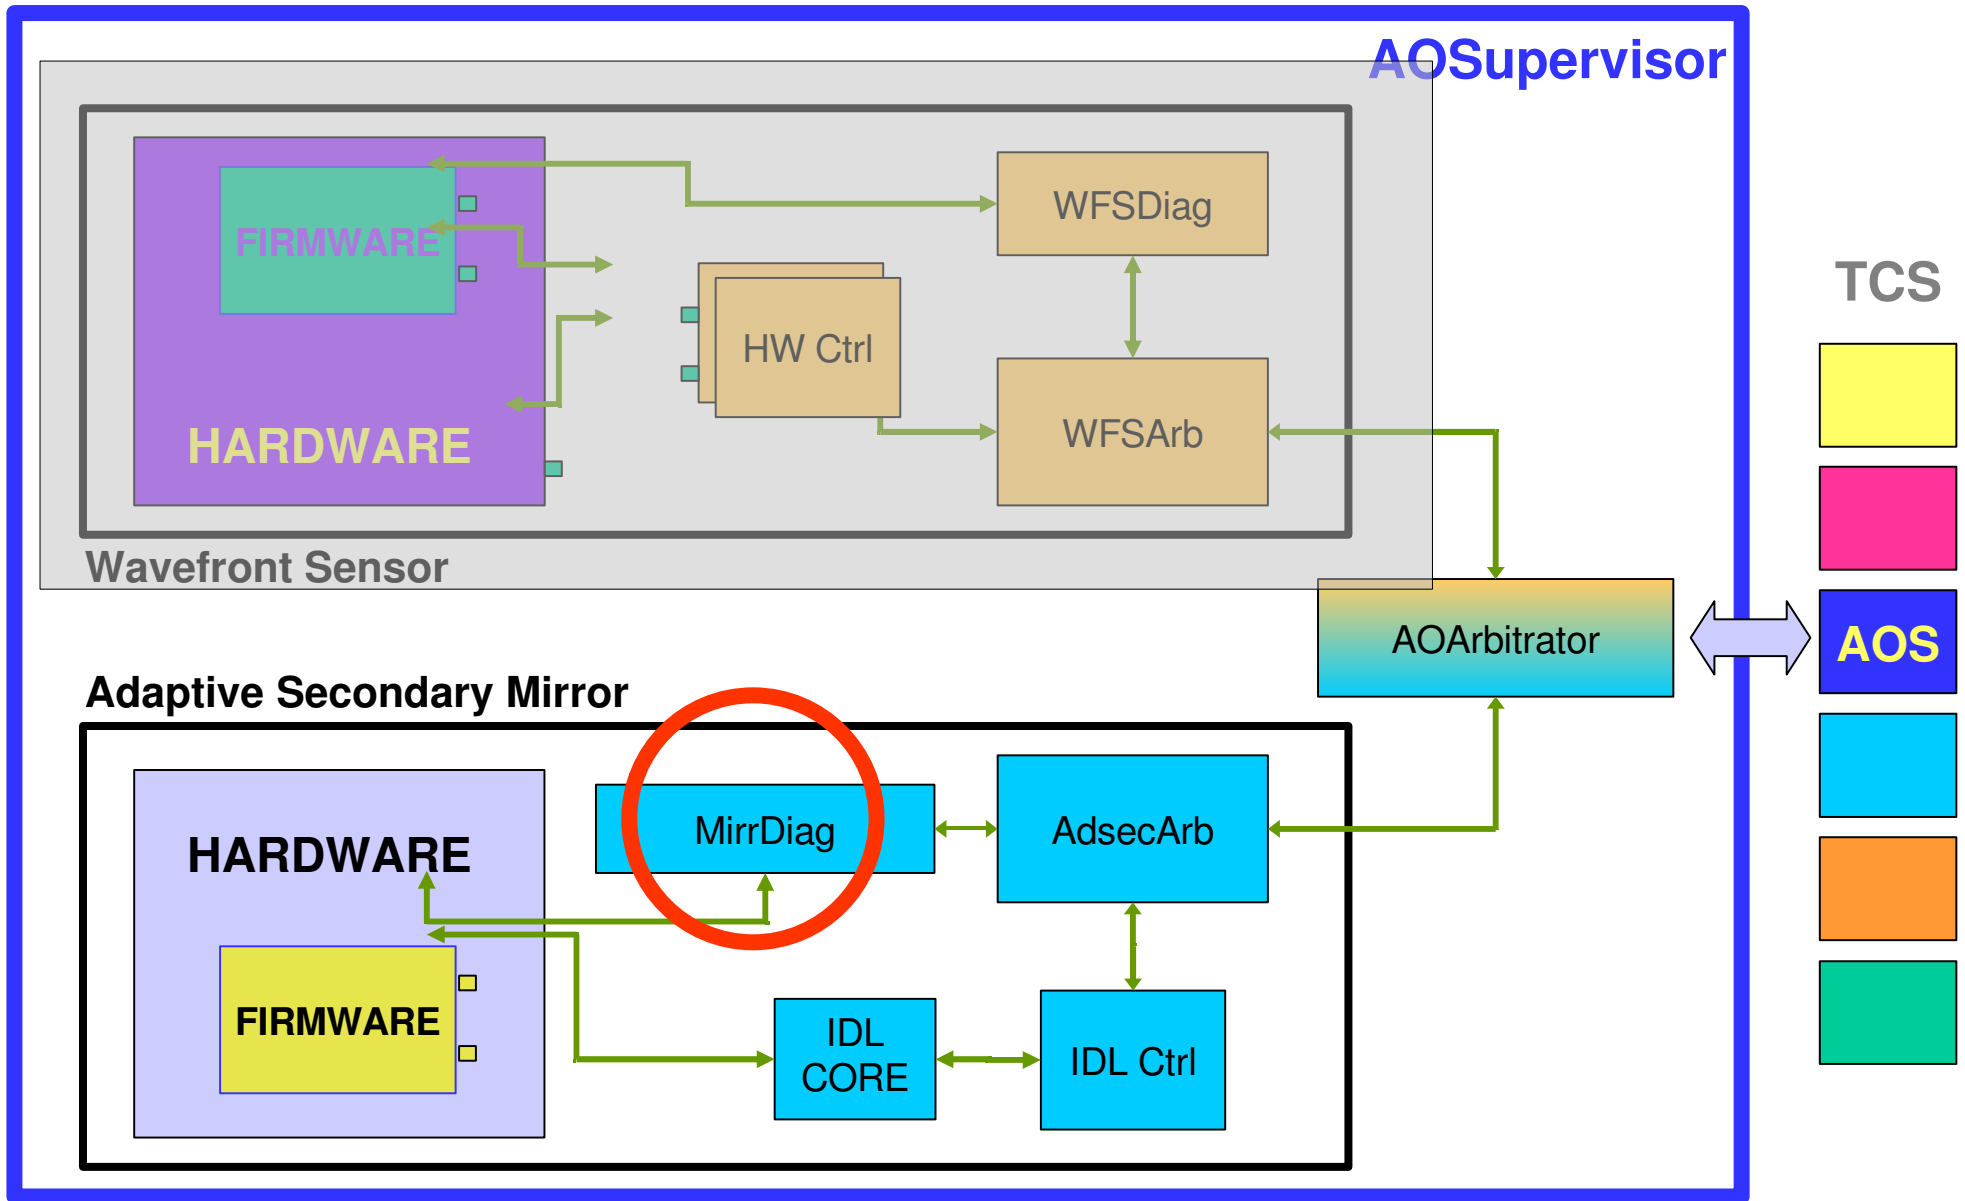 AOSupervisor
FIRMWARE
HARDWARE
WFSDiag
HW Ctrl
WFSArb
Wavefront Sensor
TCS
AOS
AOArbitrator
Adaptive Secondary Mirror
HARDWARE
FIRMWARE
MirrDiag
AdsecArb
IDL
CORE
IDL Ctrl